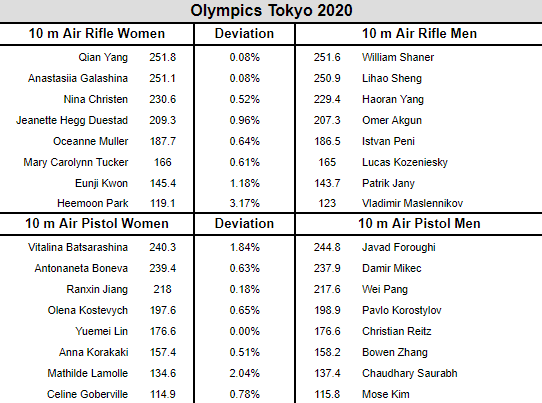 Olympics Tokyo 2020
10 m Air Rifle Women Deviation 10 m Air Rifle Men
Qian Yang 251.8 0.08% 251.6 William Shaner
Anastasiia Galashina 251.1 0.08% 250.9 Lihao Sheng
Nina Christen 230.6 0.52% 229.4 Haoran Yang
Jeanette Hegg Duestad 209.3 0.96% 207.3 Omer Akgun
Oceanne Muller 187.7 0.64% 186.5 Istvan Peni
Mary Carolynn Tucker 166 0.61% 165 Lucas Kozeniesky
Eunji Kwon 145.4 1.18% 143.7 Patrik Jany
Heemoon Park 119.1 3.17% 123 Vladimir Maslennikov
10 m Air Pistol Women Deviation 10 m Air Pistol Men
Vitalina Batsarashina 240.3 1.84% 244.8 Javad Foroughi
Antonaneta Boneva 239.4 0.63% 237.9 Damir Mikec
Ranxin Jiang 218 0.18% 217.6 Wei Pang
Olena Kostevych 197.6 0.65% 198.9 Pavlo Korostylov
Yuemei Lin 176.6 0.00% 176.6 Christian Reitz
Anna Korakaki 157.4 0.51% 158.2 Bowen Zhang
Mathilde Lamolle 134.6 2.04% 137.4 Chaudhary Saurabh
Celine Goberville 114.9 0.78% 115.8 Mose Kim